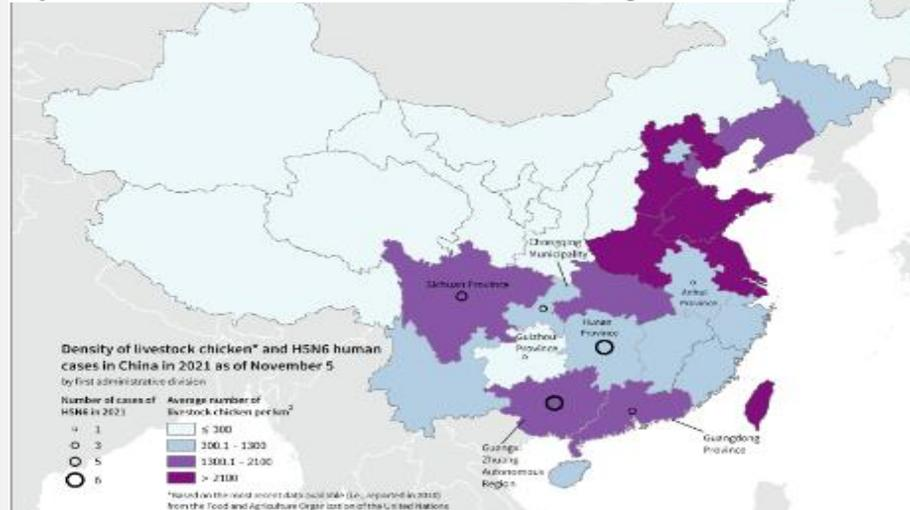 Chongqing
Municipality
Sichuan Province
Anhui
Province
Hunan
Province
Guizhou
Province
Guangdong
Province
Guangxi
Zhuang
Autonomous
Region
Density of livestock chicken* and H5N6 human
cases in China in 2021 as of November 5
by first administrative division
Number of cases of
H5N6 in 2021
1
3
5
6
Average number of
livestock chicken per km²
≤ 300
1300.1 – 2100
> 2100
*Based on the most recent data available (i.e., reported in 2010)
from the Food and Agriculture Organization of the United Nations